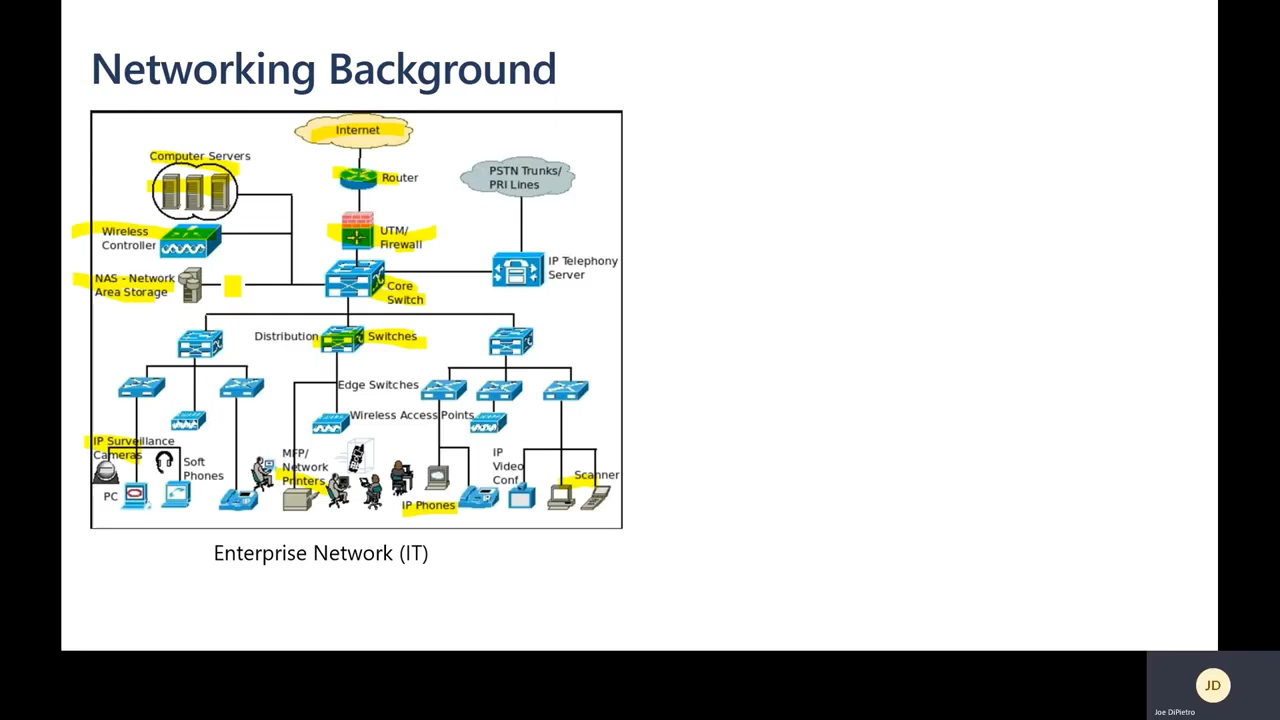 Networking Background
Internet
Computer Servers
Router
PSTN Trunks/
PRI Lines
Wireless
Controller
UTM/
Firewall
IP Telephony
Server
NAS - Network
Area Storage
Core
Switch
Distribution
Switches
Edge Switches
Wireless Access Points
IP Surveillance
Cameras
Soft
Phones
PC
MFP/
Network
Printers
IP Phones
IP
Video
Conf
Scanner
Enterprise Network (IT)
JD
Joe DiPietro